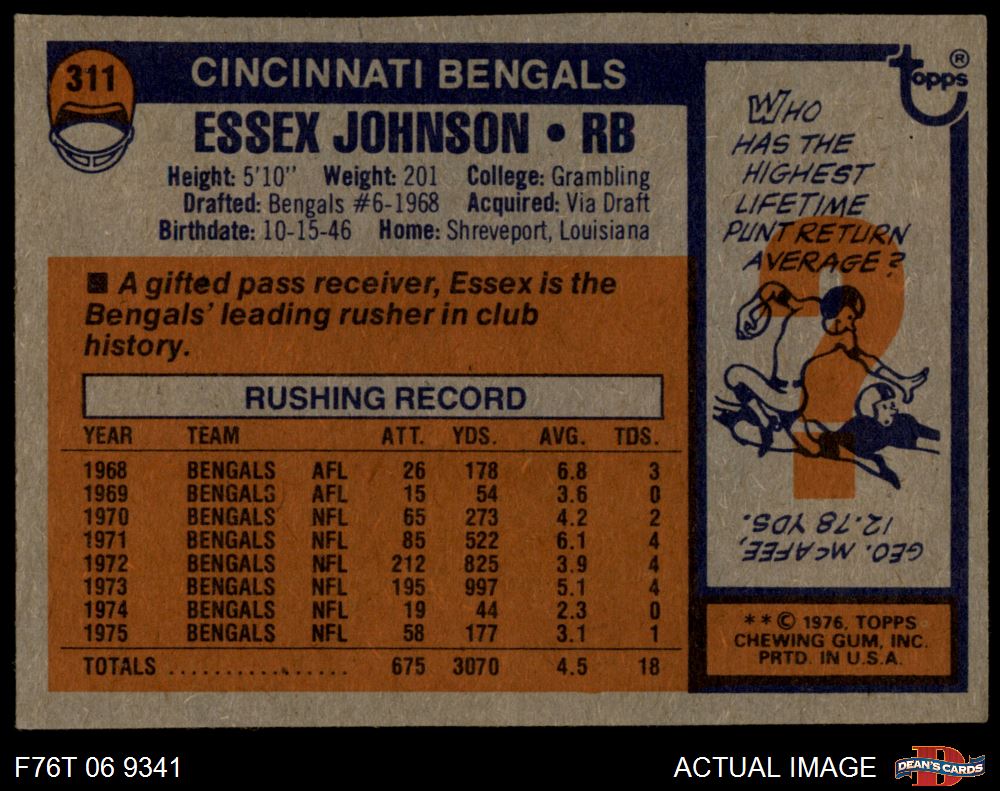 311
CINCINNATI BENGALS
ESSEX JOHNSON • RB
Height: 5'10" Weight: 201 College: Grambling
Drafted: Bengals #6-1968 Acquired: Via Draft
Birthdate: 10-15-46 Home: Shreveport, Louisiana
A gifted pass receiver, Essex is the
Bengals' leading rusher in club
history.
RUSHING RECORD
YEAR TEAM ATT. YDS. AVG. TDS.
1968 BENGALS AFL 26 178 6.8 3
1969 BENGALS AFL 15 54 3.6 0
1970 BENGALS NFL 65 273 4.2 2
1971 BENGALS NFL 85 522 6.1 4
1972 BENGALS NFL 212 825 3.9 4
1973 BENGALS NFL 195 997 5.1 4
1974 BENGALS NFL 19 44 2.3 0
1975 BENGALS NFL 58 177 3.1 1
TOTALS .................. 675 3070 4.5 18
topps ®
WHO
HAS THE
HIGHEST
LIFETIME
PUNT RETURN
AVERAGE?
?
GEO. MCAFEE,
12.78 YDS.
** © 1976, TOPPS
CHEWING GUM, INC.
PRTD. IN U.S.A.
F76T 06 9341
ACTUAL IMAGE
D
DEAN'S CARDS